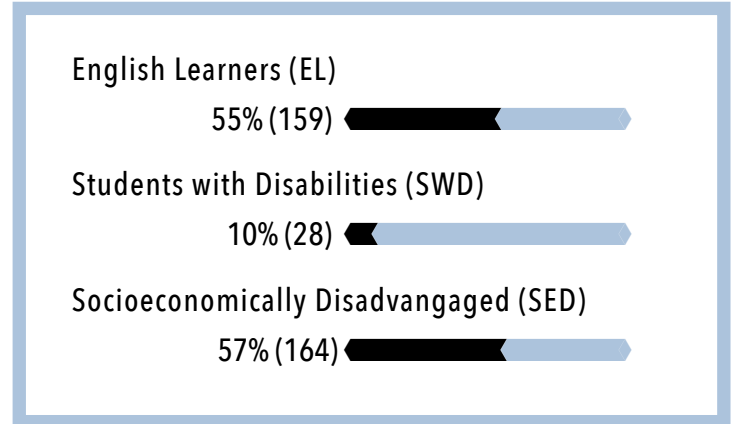 English Learners (EL)
55% (159)
Students with Disabilities (SWD)
10% (28)
Socioeconomically Disadvangaged (SED)
57% (164)